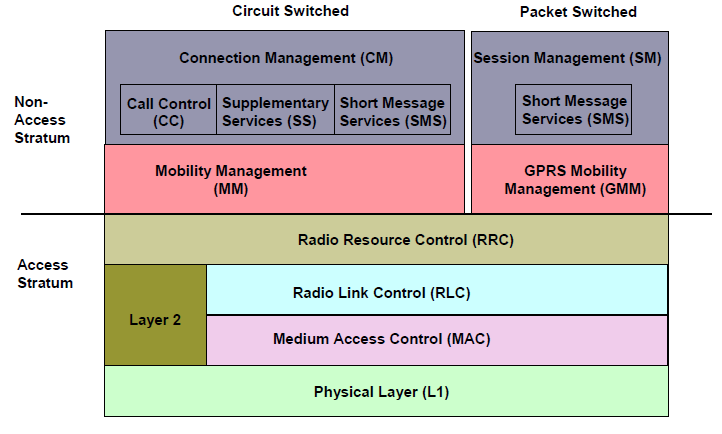 Circuit Switched
Packet Switched
Non-
Access
Stratum
Connection Management (CM)
Call Control
(CC)
Supplementary
Services (SS)
Short Message
Services (SMS)
Session Management (SM)
Short Message
Services (SMS)
Mobility Management
(MM)
GPRS Mobility
Management (GMM)
Access
Stratum
Radio Resource Control (RRC)
Layer 2
Radio Link Control (RLC)
Medium Access Control (MAC)
Physical Layer (L1)